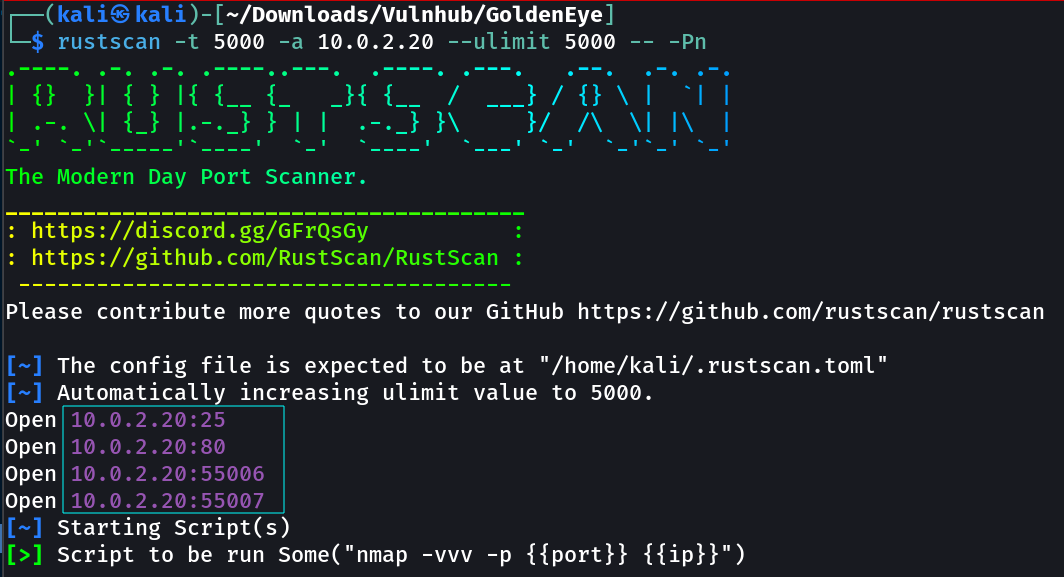 ┌──(kali㉿kali)-[~/Downloads/Vulnhub/GoldenEye]
└─$ rustscan -t 5000 -a 10.0.2.20 --ulimit 5000 -- -Pn
.----. .-. .-. .----..---.  .----. .---.   .--.  .-. .-.
| {}  }| { } |{ {__ {_   _}{ {__  /  ___} / {} \ |  `| |
| .-. \| {_} |.-._} } | |  .-._} }\     }/  /\  \| |\  |
`-' `-'`-----'`----'  `-'  `----'  `---' `-'  `-'`-' `-'
The Modern Day Port Scanner.
________________________________________
: https://discord.gg/GFrQsGy           :
: https://github.com/RustScan/RustScan :
 --------------------------------------
Please contribute more quotes to our GitHub https://github.com/rustscan/rustscan
[~] The config file is expected to be at "/home/kali/.rustscan.toml"
[~] Automatically increasing ulimit value to 5000.
Open 10.0.2.20:25
Open 10.0.2.20:80
Open 10.0.2.20:55006
Open 10.0.2.20:55007
[~] Starting Script(s)
[>] Script to be run Some("nmap -vvv -p {{port}} {{ip}}")